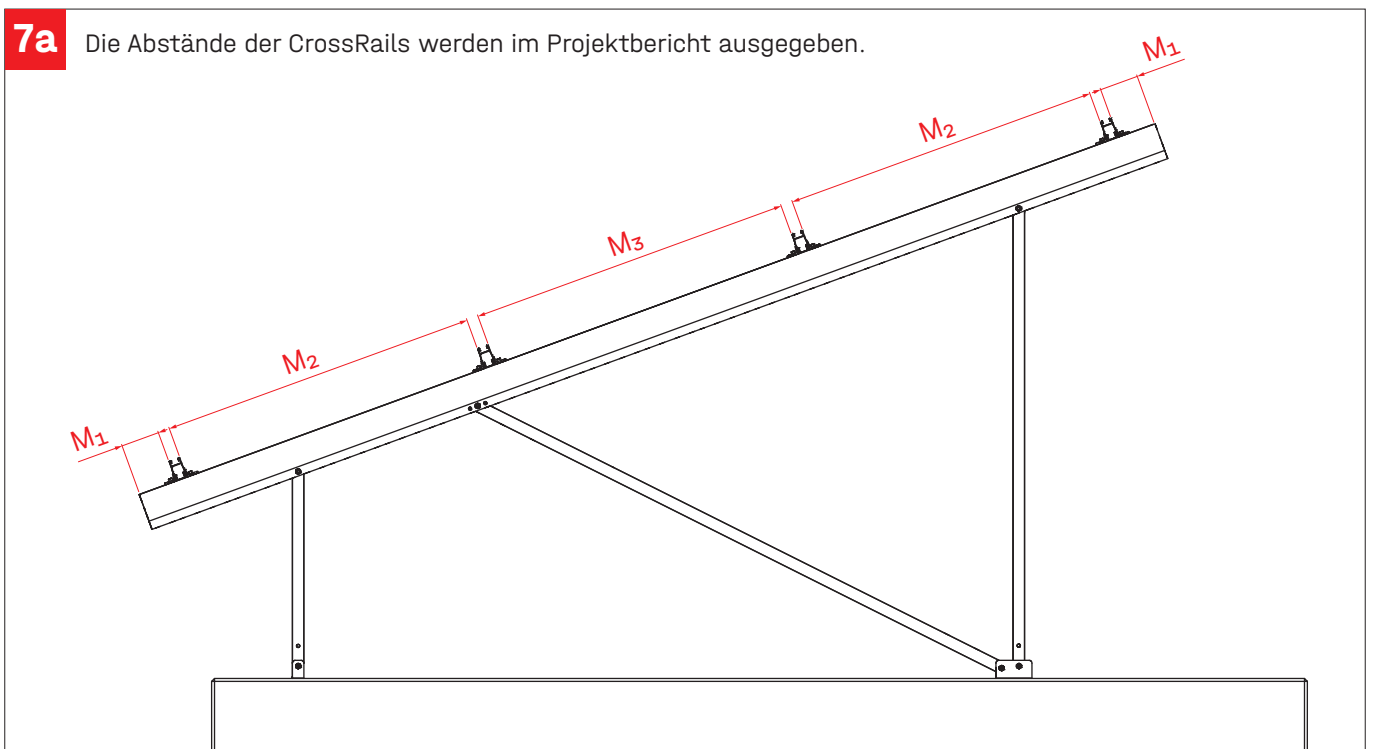 7a Die Abstände der CrossRails werden im Projektbericht ausgegeben.
M1
M2
M3
M2
M1